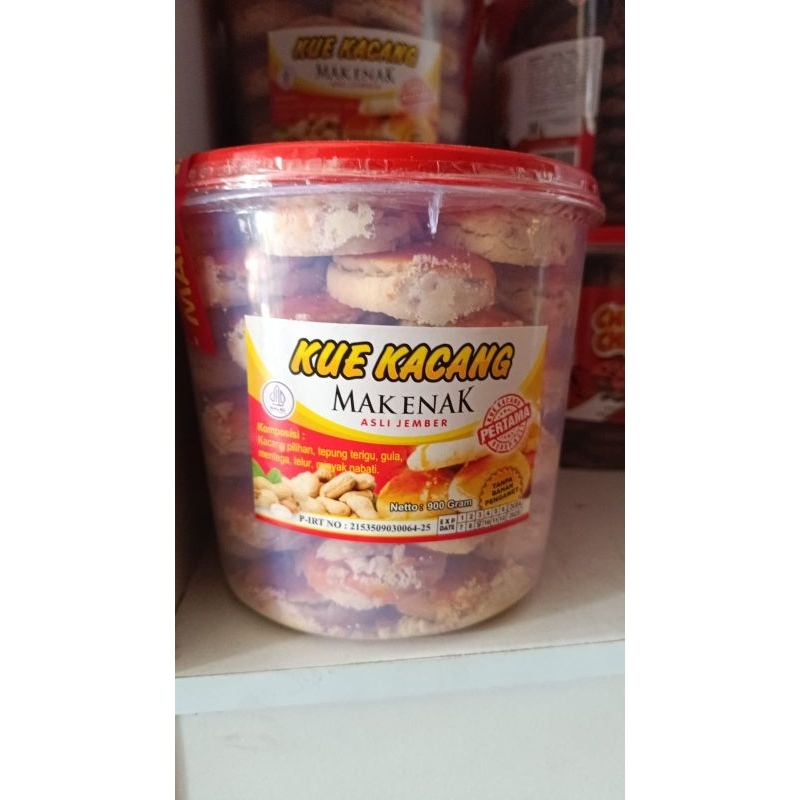 KUE KACANG
MAKENAK
KUE KACANG
MAKENAK
ASLI JEMBER
PERTAMA
Komposisi :
Kacang pilihan, tepung terigu, gula,
mentega, telur, minyak nabati.
TANPA
BAHAN
PENGAWET
Netto : 900 Gram
P-IRT NO : 2153509030064-25
EXP
DATE